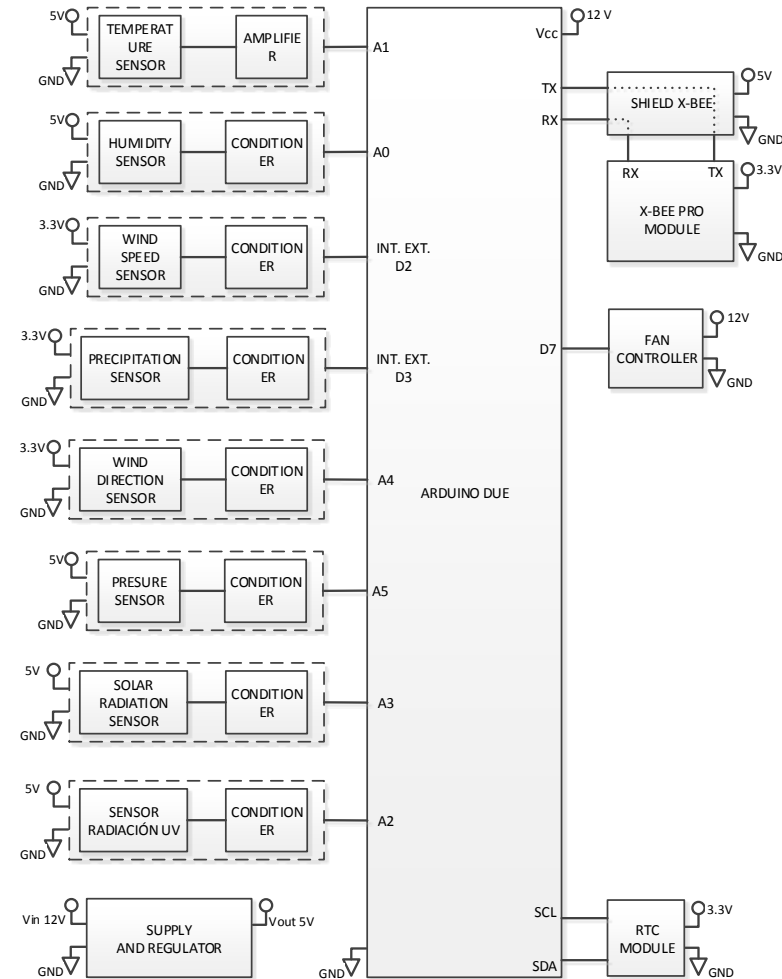 5V
TEMPERAT
URE
SENSOR
AMPLIFIE
R
GND
A1
5V
HUMIDITY
SENSOR
CONDITION
ER
GND
A0
3.3V
WIND
SPEED
SENSOR
CONDITION
ER
GND
INT. EXT.
D2
3.3V
PRECIPITATION
SENSOR
CONDITION
ER
GND
INT. EXT.
D3
3.3V
WIND
DIRECTION
SENSOR
CONDITION
ER
GND
A4
5V
PRESURE
SENSOR
CONDITION
ER
GND
A5
5V
SOLAR
RADIATION
SENSOR
CONDITION
ER
GND
A3
5V
SENSOR
RADIACIÓN UV
CONDITION
ER
GND
A2
Vin 12V
SUPPLY
AND REGULATOR
Vout 5V
GND
GND
ARDUINO DUE
Vcc
12 V
TX
RX
SHIELD X-BEE
5V
GND
RX
TX
X-BEE PRO
MODULE
3.3V
GND
D7
FAN
CONTROLLER
12V
GND
SCL
SDA
RTC
MODULE
3.3V
GND